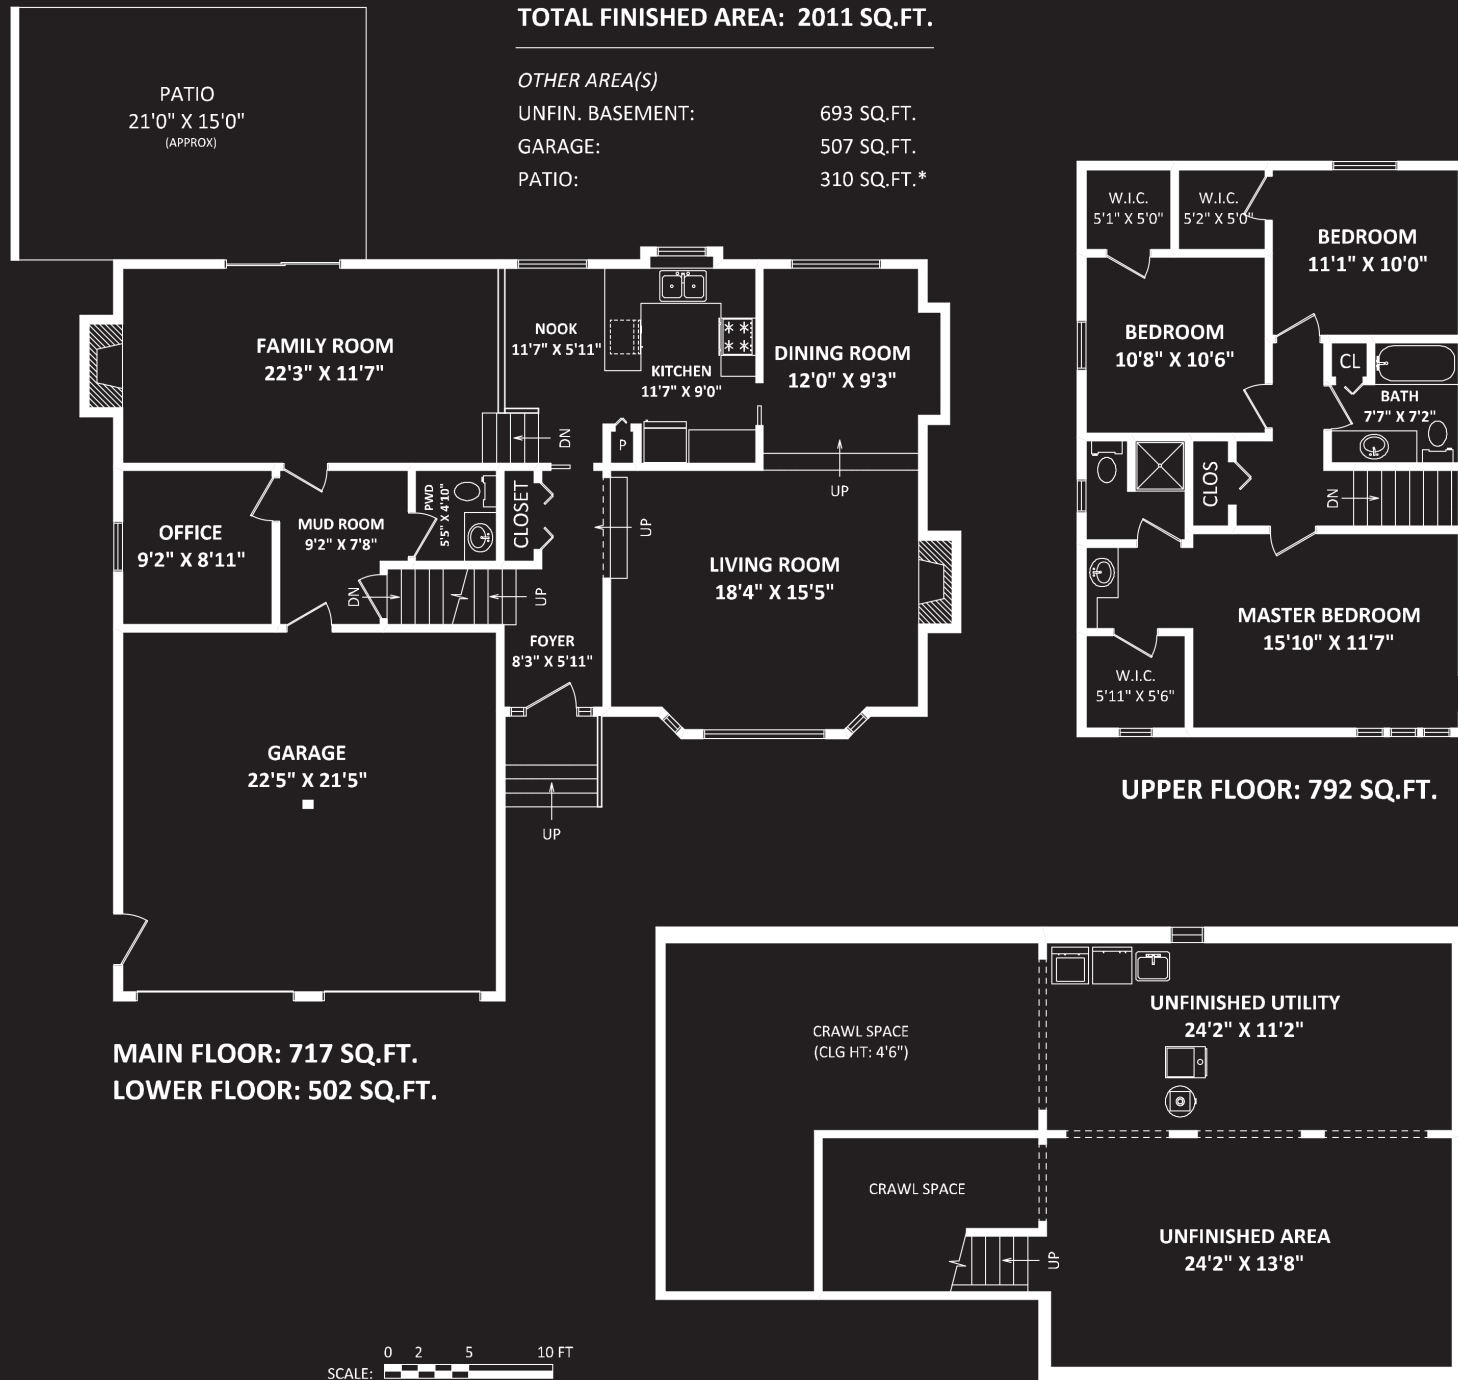 TOTAL FINISHED AREA: 2011 SQ.FT.
OTHER AREA(S)
UNFIN. BASEMENT: 693 SQ.FT.
GARAGE: 507 SQ.FT.
PATIO: 310 SQ.FT.*
PATIO
21'0" X 15'0"
(APPROX)
FAMILY ROOM
22'3" X 11'7"
NOOK
11'7" X 5'11"
KITCHEN
11'7" X 9'0"
DINING ROOM
12'0" X 9'3"
DN
P
UP
OFFICE
9'2" X 8'11"
MUD ROOM
9'2" X 7'8"
PWD
5'5" X 4'10"
CLOSET
UP
LIVING ROOM
18'4" X 15'5"
DN
UP
FOYER
8'3" X 5'11"
GARAGE
22'5" X 21'5"
UP
MAIN FLOOR: 717 SQ.FT.
LOWER FLOOR: 502 SQ.FT.
W.I.C.
5'1" X 5'0"
W.I.C.
5'2" X 5'0"
BEDROOM
11'1" X 10'0"
BEDROOM
10'8" X 10'6"
CL
BATH
7'7" X 7'2"
CLOS
DN
MASTER BEDROOM
15'10" X 11'7"
W.I.C.
5'11" X 5'6"
UPPER FLOOR: 792 SQ.FT.
CRAWL SPACE
(CLG HT: 4'6")
UNFINISHED UTILITY
24'2" X 11'2"
CRAWL SPACE
UP
UNFINISHED AREA
24'2" X 13'8"
SCALE:
0 2 5 10 FT